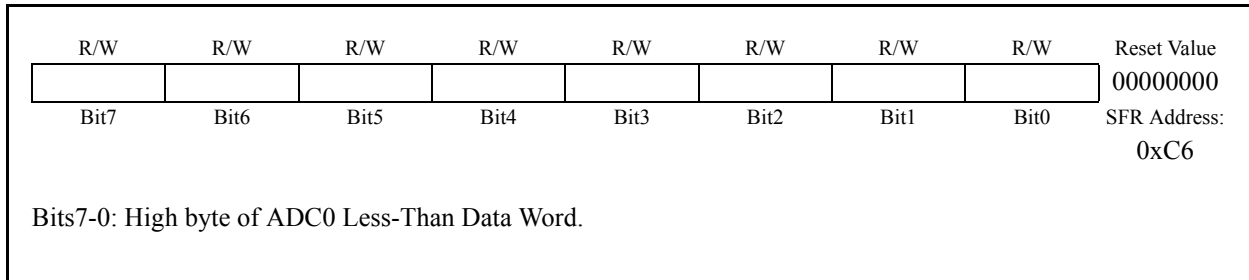 R/W R/W R/W R/W R/W R/W R/W R/W Reset Value
00000000
Bit7 Bit6 Bit5 Bit4 Bit3 Bit2 Bit1 Bit0 SFR Address:
0xC6
Bits7-0: High byte of ADC0 Less-Than Data Word.